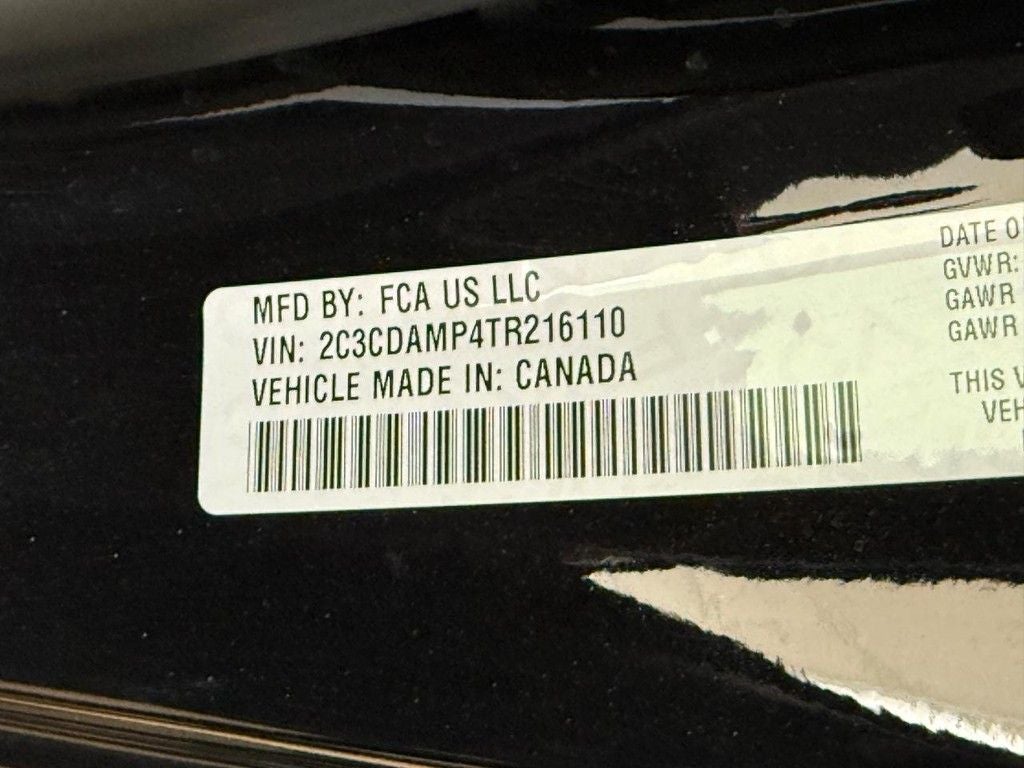 MFD BY: FCA US LLC
VIN: 2C3CDAMP4TR216110
VEHICLE MADE IN: CANADA
DATE O
GVWR:
GAWR
GAWR
THIS V
VEH